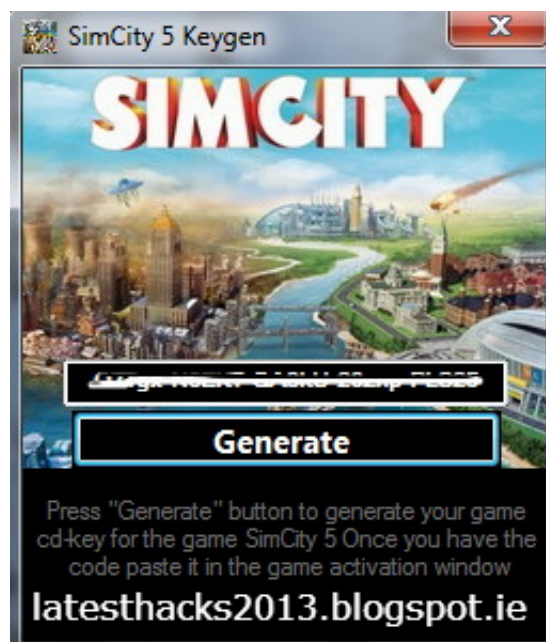 SimCity 5 Keygen
SIMCITY
Generate
Press "Generate" button to generate your game
cd-key for the game SimCity 5 Once you have the
code paste it in the game activation window
latesthacks2013.blogspot.ie